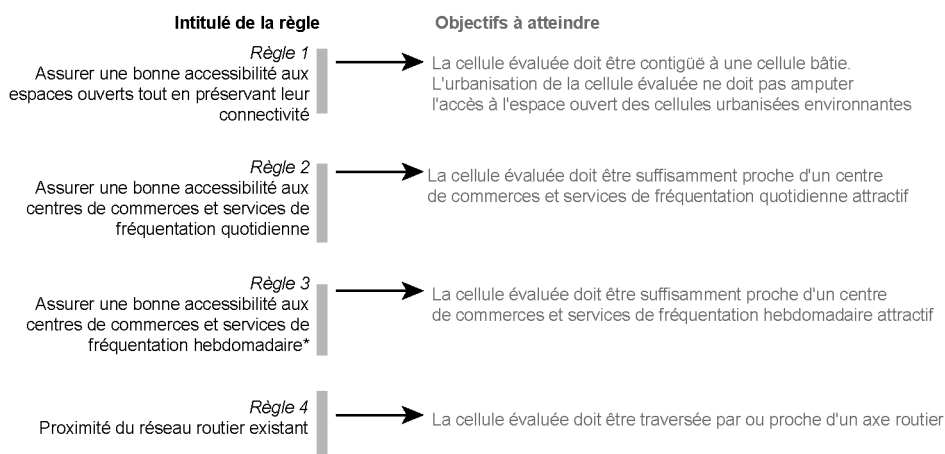 Intitulé de la règle
Objectifs à atteindre
Règle 1
Assurer une bonne accessibilité aux
espaces ouverts tout en préservant leur
connectivité
La cellule évaluée doit être contigüë à une cellule bâtie.
L'urbanisation de la cellule évaluée ne doit pas amputer
l'accès à l'espace ouvert des cellules urbanisées environnantes
Règle 2
Assurer une bonne accessibilité aux
centres de commerces et services de
fréquentation quotidienne
La cellule évaluée doit être suffisamment proche d'un centre
de commerces et services de fréquentation quotidienne attractif
Règle 3
Assurer une bonne accessibilité aux
centres de commerces et services de
fréquentation hebdomadaire*
La cellule évaluée doit être suffisamment proche d'un centre
de commerces et services de fréquentation hebdomadaire attractif
Règle 4
Proximité du réseau routier existant
La cellule évaluée doit être traversée par ou proche d'un axe routier